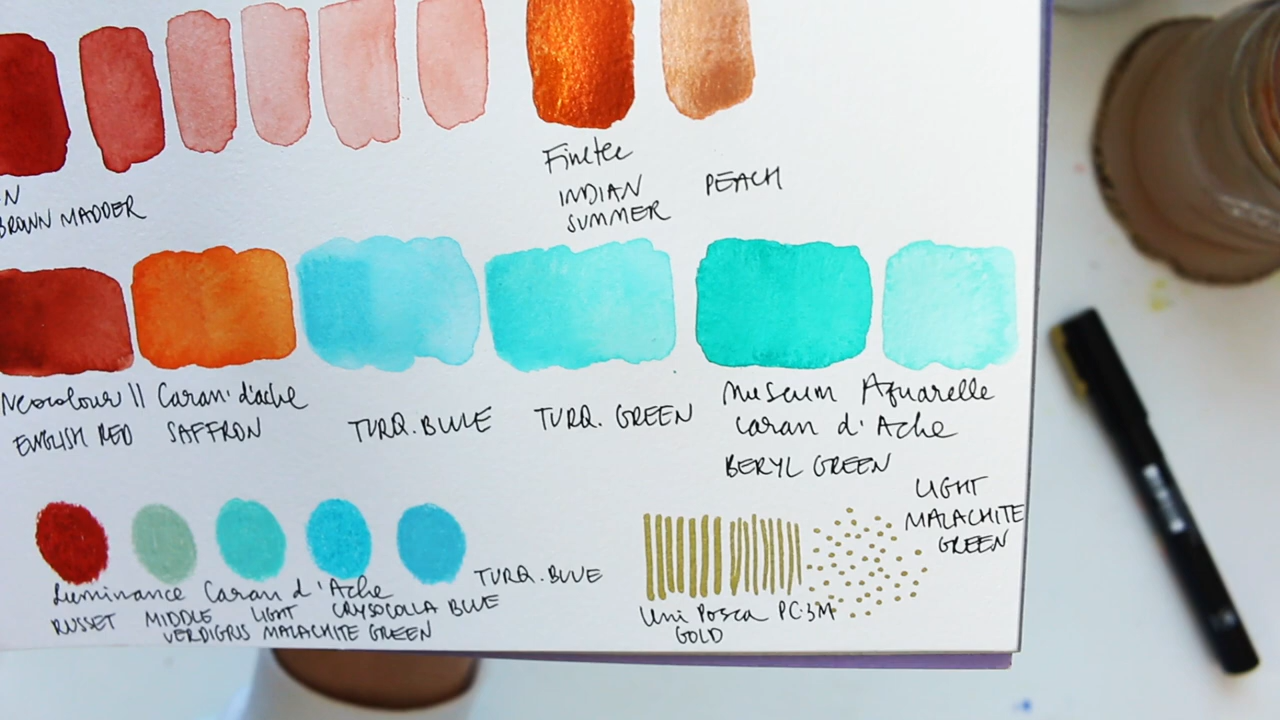 N
BROWN MADDER
Finetec
INDIAN
SUMMER
PEACH
Neocolour II Caran d'ache
ENGLISH RED SAFFRON
TURQ. BLUE
TURQ. GREEN
Museum Aquarelle
Caran d'Ache
BERYL GREEN
LIGHT
MALACHITE
GREEN
Luminance Caran d'Ache
RUSSET MIDDLE LIGHT CRYSOCOLLA BLUE
VERDIGRIS MALACHITE GREEN
TURQ. BLUE
Uni Posca PC3M
GOLD